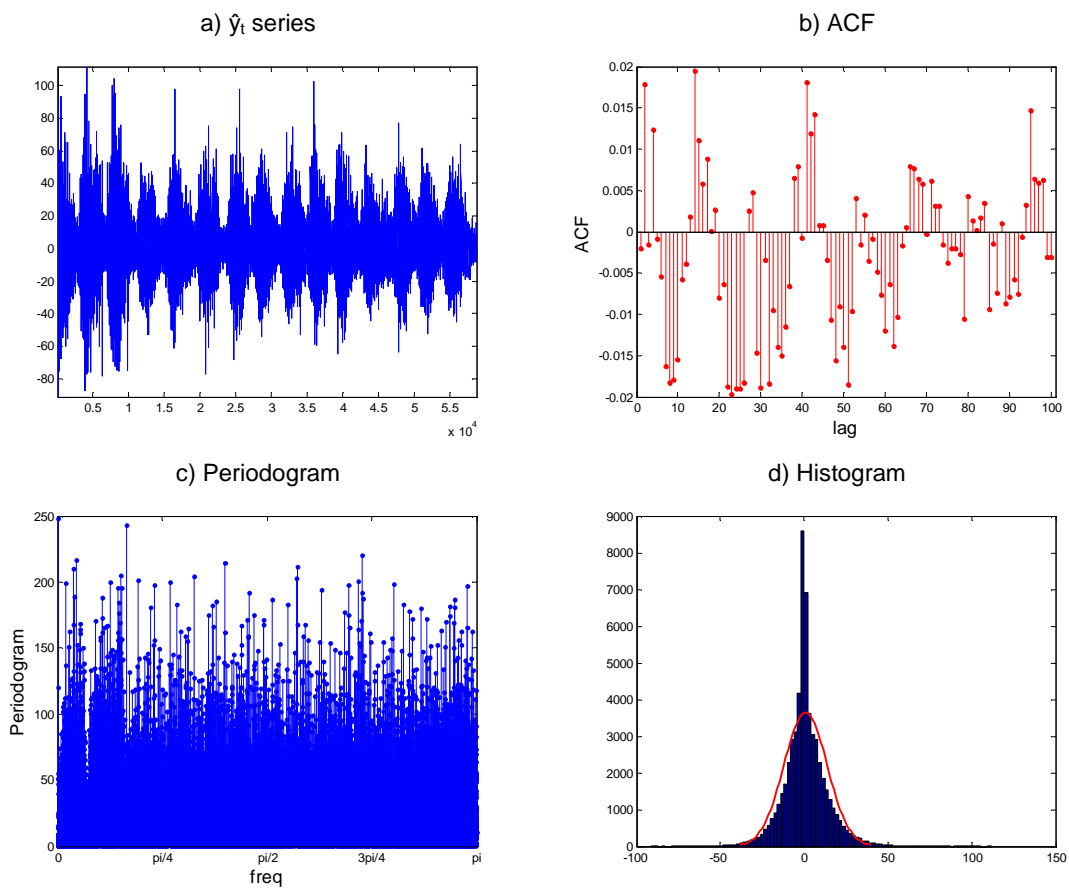 a) ŷt series
100
80
60
40
20
0
-20
-40
-60
-80
0.5 1 1.5 2 2.5 3 3.5 4 4.5 5 5.5
x 10^4
b) ACF
ACF
0.02
0.015
0.01
0.005
0
-0.005
-0.01
-0.015
-0.02
0 10 20 30 40 50 60 70 80 90 100
lag
c) Periodogram
Periodogram
250
200
150
100
50
0
0 pi/4 pi/2 3pi/4 pi
freq
d) Histogram
9000
8000
7000
6000
5000
4000
3000
2000
1000
0
-100 -50 0 50 100 150